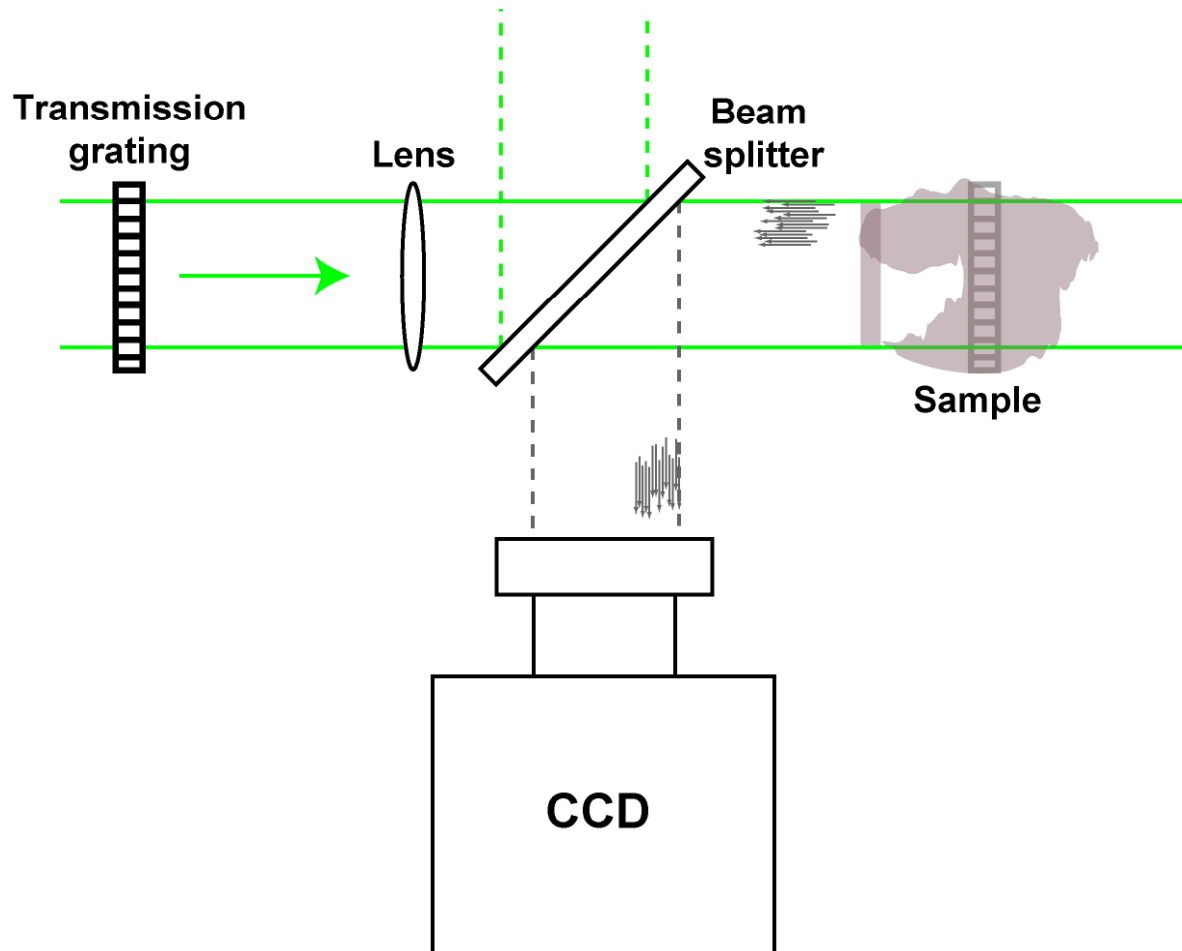 Transmission
grating
Lens
Beam
splitter
Sample
CCD